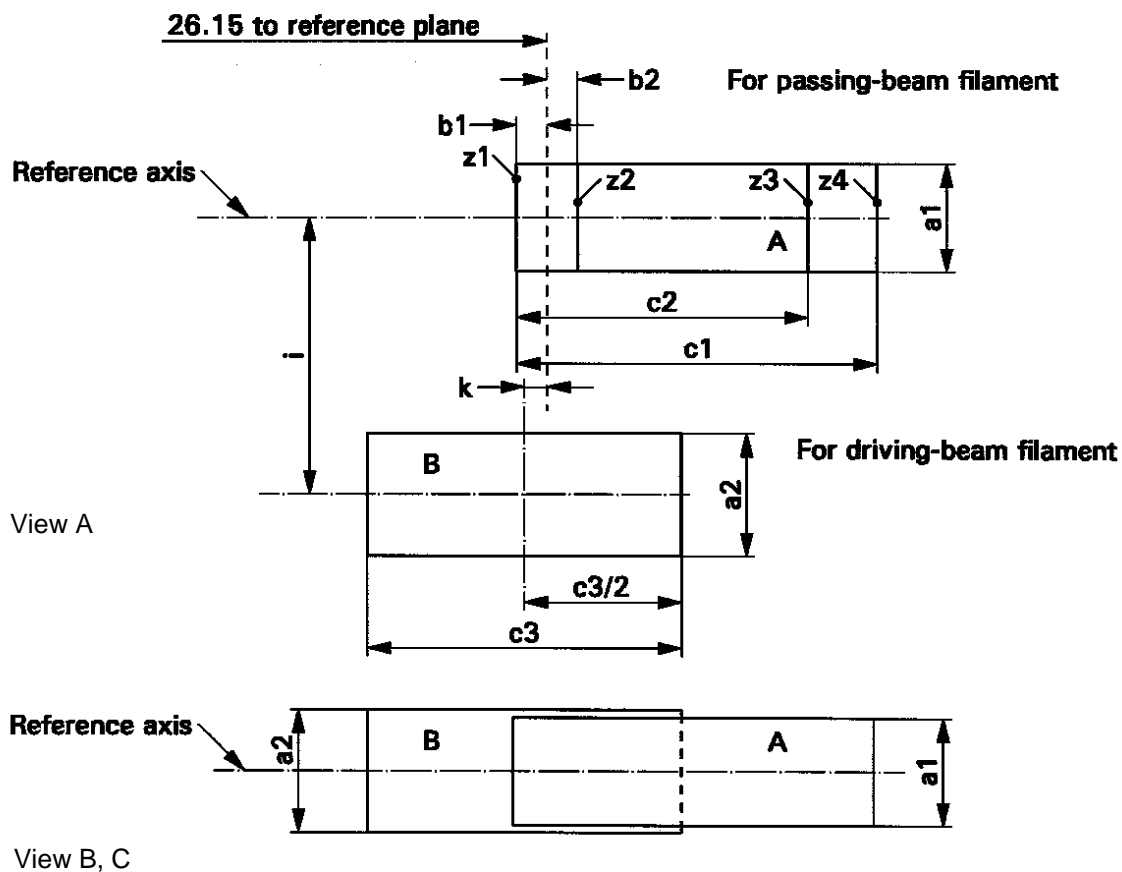 26.15 to reference plane
b2
For passing-beam filament
b1
z1
Reference axis
z2
z3
z4
a1
A
c2
c1
i
k
For driving-beam filament
B
a2
View A
c3/2
c3
Reference axis
a2
B
A
a1
View B, C